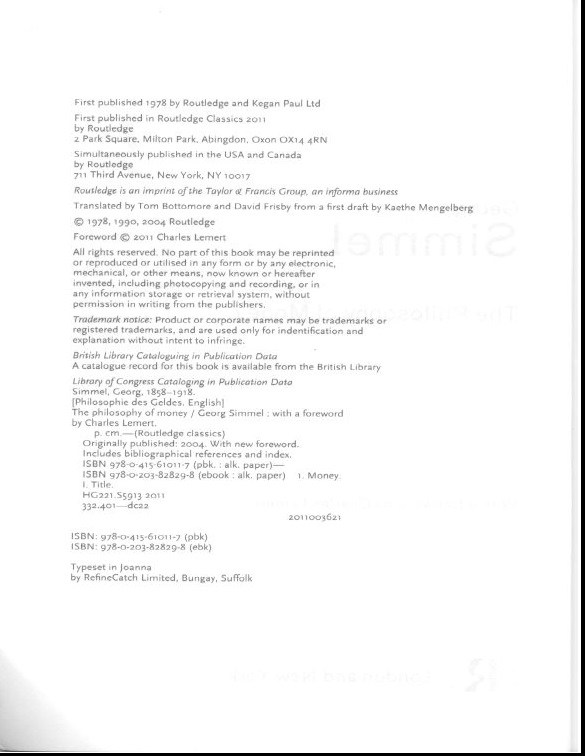 First published 1978 by Routledge and Kegan Paul Ltd
First published in Routledge Classics 2011
by Routledge
2 Park Square, Milton Park, Abingdon, Oxon OX14 4RN
Simultaneously published in the USA and Canada
by Routledge
711 Third Avenue, New York, NY 10017
Routledge is an imprint of the Taylor & Francis Group, an informa business
Translated by Tom Bottomore and David Frisby from a first draft by Kaethe Mengelberg
© 1978, 1990, 2004 Routledge
Foreword © 2011 Charles Lemert
All rights reserved. No part of this book may be reprinted
or reproduced or utilised in any form or by any electronic,
mechanical, or other means, now known or hereafter
invented, including photocopying and recording, or in
any information storage or retrieval system, without
permission in writing from the publishers.
Trademark notice: Product or corporate names may be trademarks or
registered trademarks, and are used only for indentification and
explanation without intent to infringe.
British Library Cataloguing in Publication Data
A catalogue record for this book is available from the British Library
Library of Congress Cataloging in Publication Data
Simmel, Georg, 1858–1918.
[Philosophie des Geldes. English]
The philosophy of money / Georg Simmel ; with a foreword
by Charles Lemert.
p. cm.—(Routledge classics)
Originally published: 2004. With new foreword.
Includes bibliographical references and index.
ISBN 978-0-415-61011-7 (pbk. : alk. paper)—
ISBN 978-0-203-82829-8 (ebook : alk. paper) 1. Money.
I. Title.
HG221.S5913 2011
332.401—dc22
2011003621
ISBN: 978-0-415-61011-7 (pbk)
ISBN: 978-0-203-82829-8 (ebk)
Typeset in Joanna
by RefineCatch Limited, Bungay, Suffolk